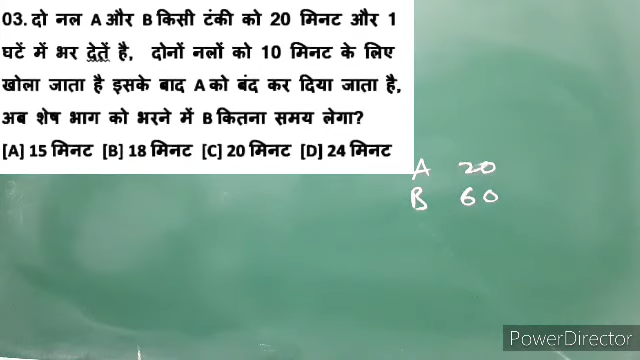 03. दो नल A और B किसी टंकी को 20 मिनट और 1
घटें में भर देतें है, दोनों नलों को 10 मिनट के लिए
खोला जाता है इसके बाद A को बंद कर दिया जाता है,
अब शेष भाग को भरने में B कितना समय लेगा?
[A] 15 मिनट [B] 18 मिनट [C] 20 मिनट [D] 24 मिनट
A 20
B 60
PowerDirector